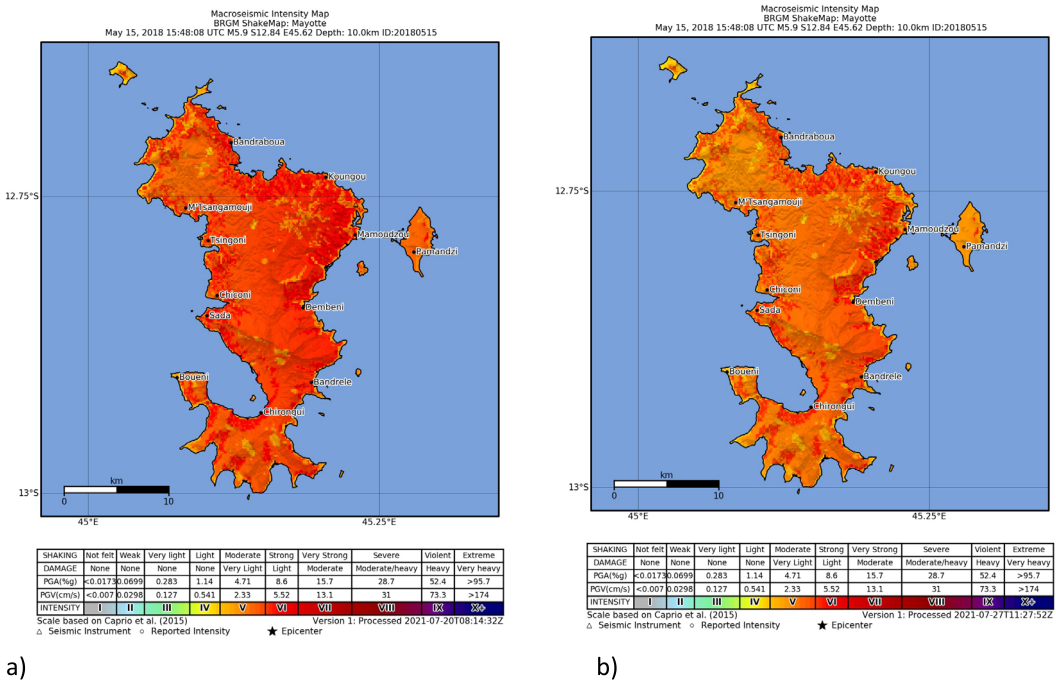 Macroseismic Intensity Map
BRGM ShakeMap: Mayotte
May 15, 2018 15:48:08 UTC M5.9 S12.84 E45.62 Depth: 10.0km ID:20180515
Bandraboua
Koungou
12.75°S
M'Tsangamouji
Mamoudzou
Tsingoni
Pamandzi
Chiconi
Dembeni
Sada
Boueni
Bandrele
Chirongui
km
0 10
13°S
45°E 45.25°E
SHAKING Not felt Weak Very light Light Moderate Strong Very Strong Severe Violent Extreme
DAMAGE None None None None Very Light Light Moderate Moderate/heavy Heavy Very heavy
PGA(%g) <0.0173 0.0699 0.283 1.14 4.71 8.6 15.7 28.7 52.4 >95.7
PGV(cm/s) <0.007 0.0298 0.127 0.541 2.33 5.52 13.1 31 73.3 >174
INTENSITY I II III IV V VI VII VIII IX X+
Scale based on Caprio et al. (2015) Version 1: Processed 2021-07-20T08:14:32Z
△ Seismic Instrument ○ Reported Intensity ★ Epicenter
a)
Macroseismic Intensity Map
BRGM ShakeMap: Mayotte
May 15, 2018 15:48:08 UTC M5.9 S12.84 E45.62 Depth: 10.0km ID:20180515
Bandraboua
Koungou
12.75°S
M'Tsangamouji
Mamoudzou
Tsingoni
Pamandzi
Chiconi
Dembeni
Sada
Boueni
Bandrele
Chirongui
km
0 10
13°S
45°E 45.25°E
SHAKING Not felt Weak Very light Light Moderate Strong Very Strong Severe Violent Extreme
DAMAGE None None None None Very Light Light Moderate Moderate/heavy Heavy Very heavy
PGA(%g) <0.0173 0.0699 0.283 1.14 4.71 8.6 15.7 28.7 52.4 >95.7
PGV(cm/s) <0.007 0.0298 0.127 0.541 2.33 5.52 13.1 31 73.3 >174
INTENSITY I II III IV V VI VII VIII IX X+
Scale based on Caprio et al. (2015) Version 1: Processed 2021-07-27T11:27:52Z
△ Seismic Instrument ○ Reported Intensity ★ Epicenter
b)